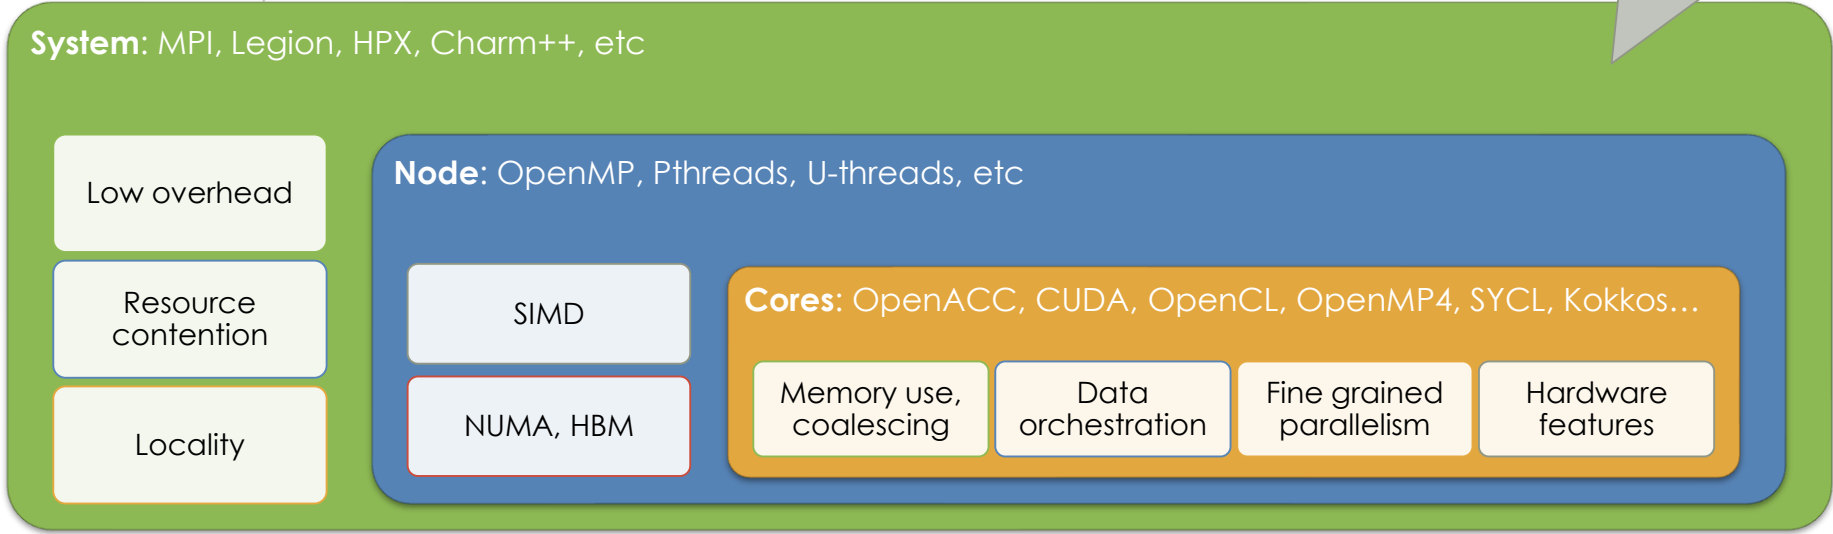 System: MPI, Legion, HPX, Charm++, etc
Low overhead
Resource
contention
Locality
Node: OpenMP, Pthreads, U-threads, etc
SIMD
NUMA, HBM
Cores: OpenACC, CUDA, OpenCL, OpenMP4, SYCL, Kokkos...
Memory use,
coalescing
Data
orchestration
Fine grained
parallelism
Hardware
features